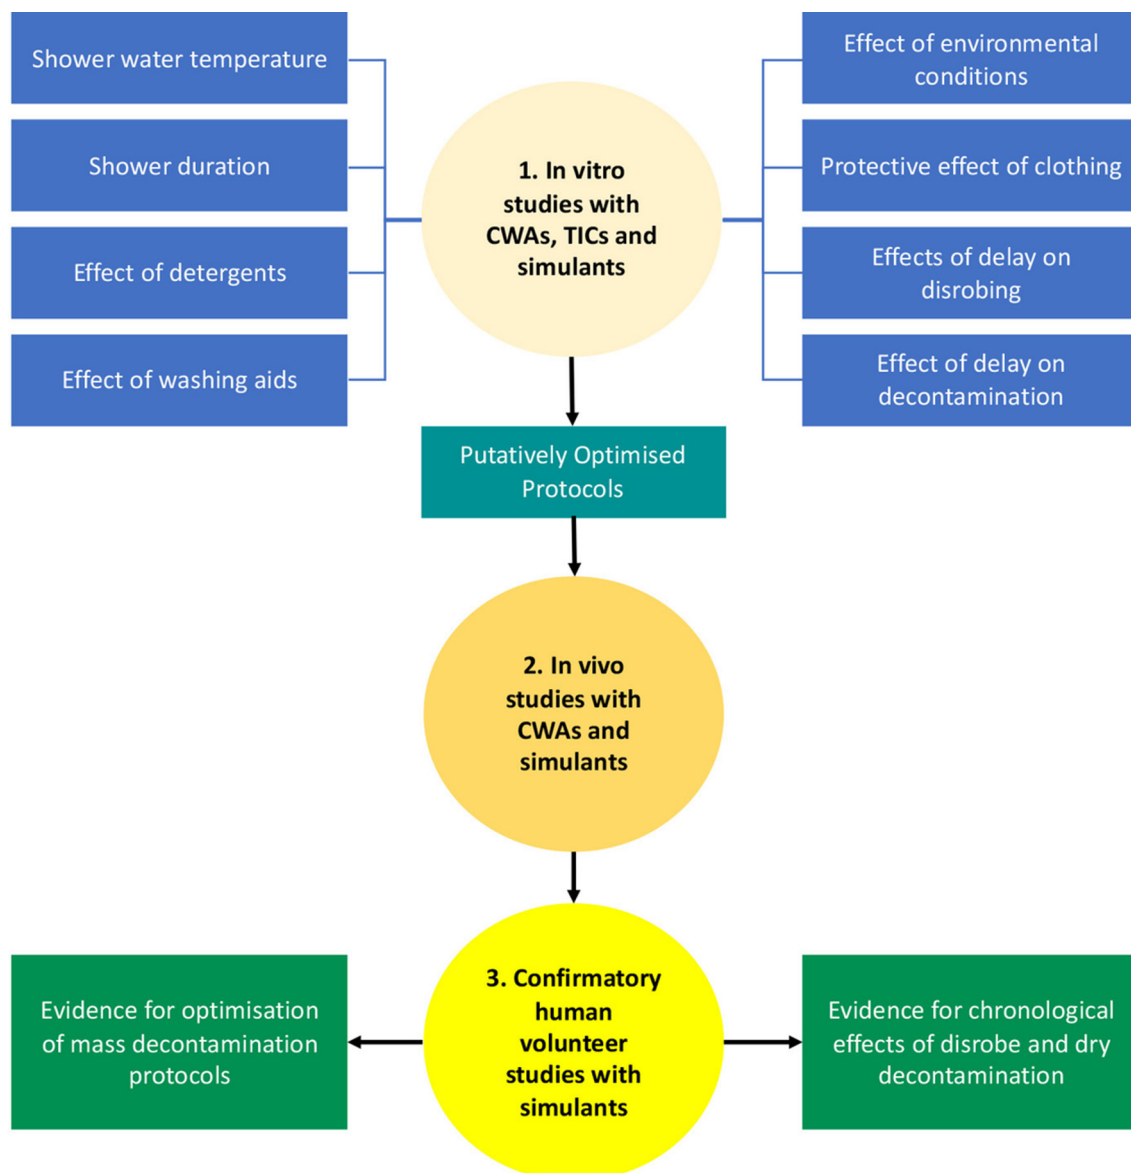 Shower water temperature
Shower duration
Effect of detergents
Effect of washing aids
1. In vitro
studies with
CWAs, TICs and
simulants
Effect of environmental
conditions
Protective effect of clothing
Effects of delay on
disrobing
Effect of delay on
decontamination
Putatively Optimised
Protocols
2. In vivo
studies with
CWAs and
simulants
3. Confirmatory
human
volunteer
studies with
simulants
Evidence for optimisation
of mass decontamination
protocols
Evidence for chronological
effects of disrobe and dry
decontamination